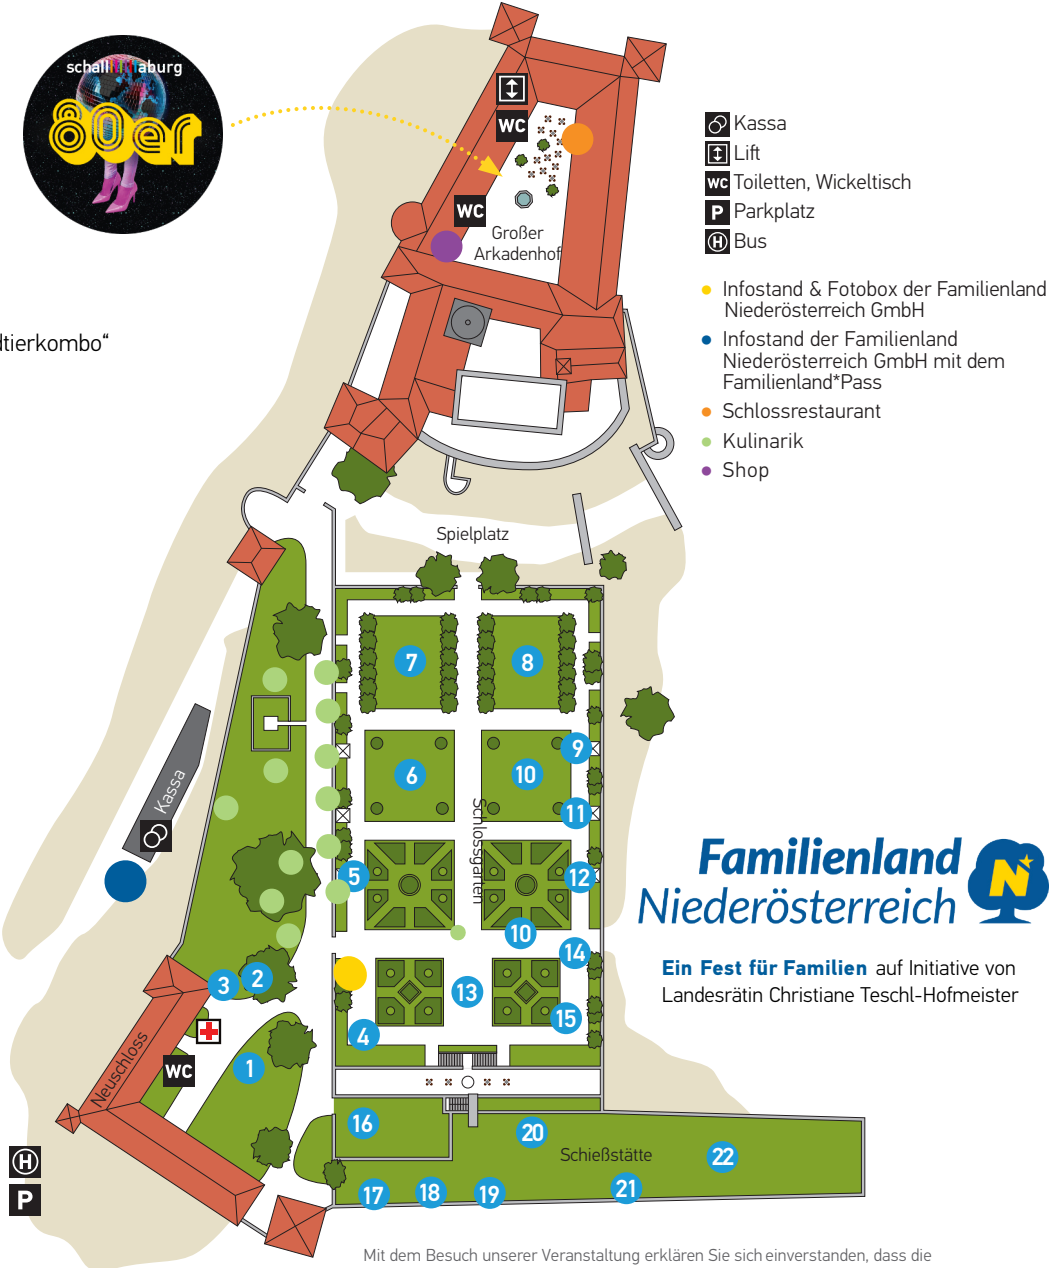 schallaburg
80er
dtierkombo“
WC
WC
Großer
Arkadenhof
Kassa
Lift
WC Toiletten, Wickeltisch
P Parkplatz
H Bus
Infostand & Fotobox der Familienland
Niederösterreich GmbH
Infostand der Familienland
Niederösterreich GmbH mit dem
Familienland*Pass
Schlossrestaurant
Kulinarik
Shop
Spielplatz
7
8
9
6
10
11
Kassa
Schlossgarten
5
12
10
14
3
2
13
15
4
Neuschloss
WC
1
16
20
Schießstätte
22
17
18
19
21
H
P
Familienland
Niederösterreich
N
Ein Fest für Familien auf Initiative von
Landesrätin Christiane Teschl-Hofmeister
Mit dem Besuch unserer Veranstaltung erklären Sie sich einverstanden, dass die